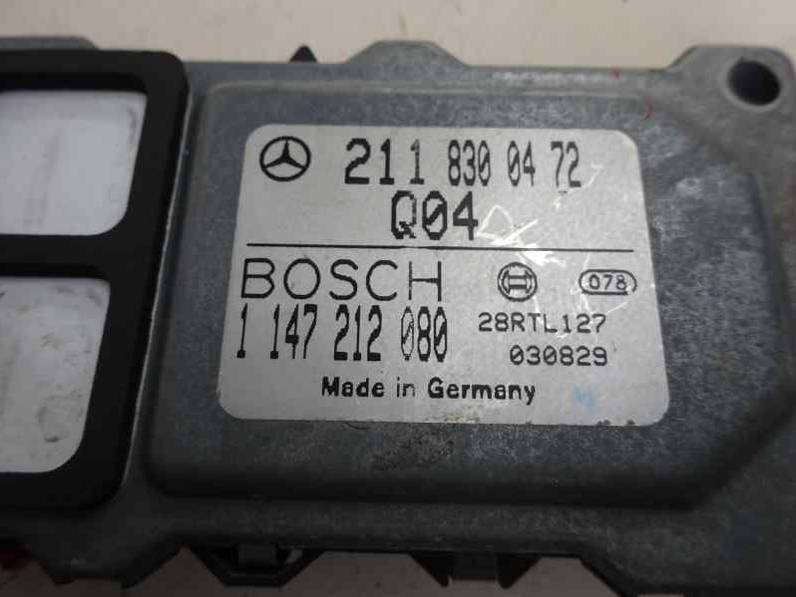 211 830 04 72
Q04
BOSCH
078
1 147 212 080
28RTL127
030829
Made in Germany